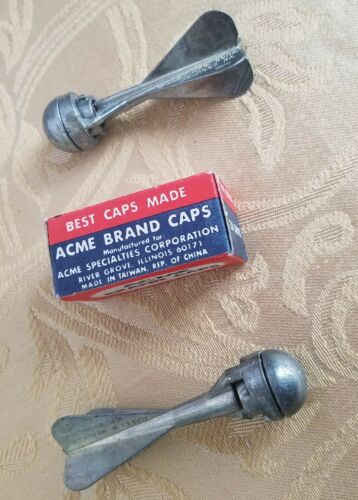 BEST CAPS MADE
ACME BRAND CAPS
Manufactured for:
ACME SPECIALTIES CORPORATION
RIVER GROVE, ILLINOIS 60171
MADE IN TAIWAN, REP. OF CHINA